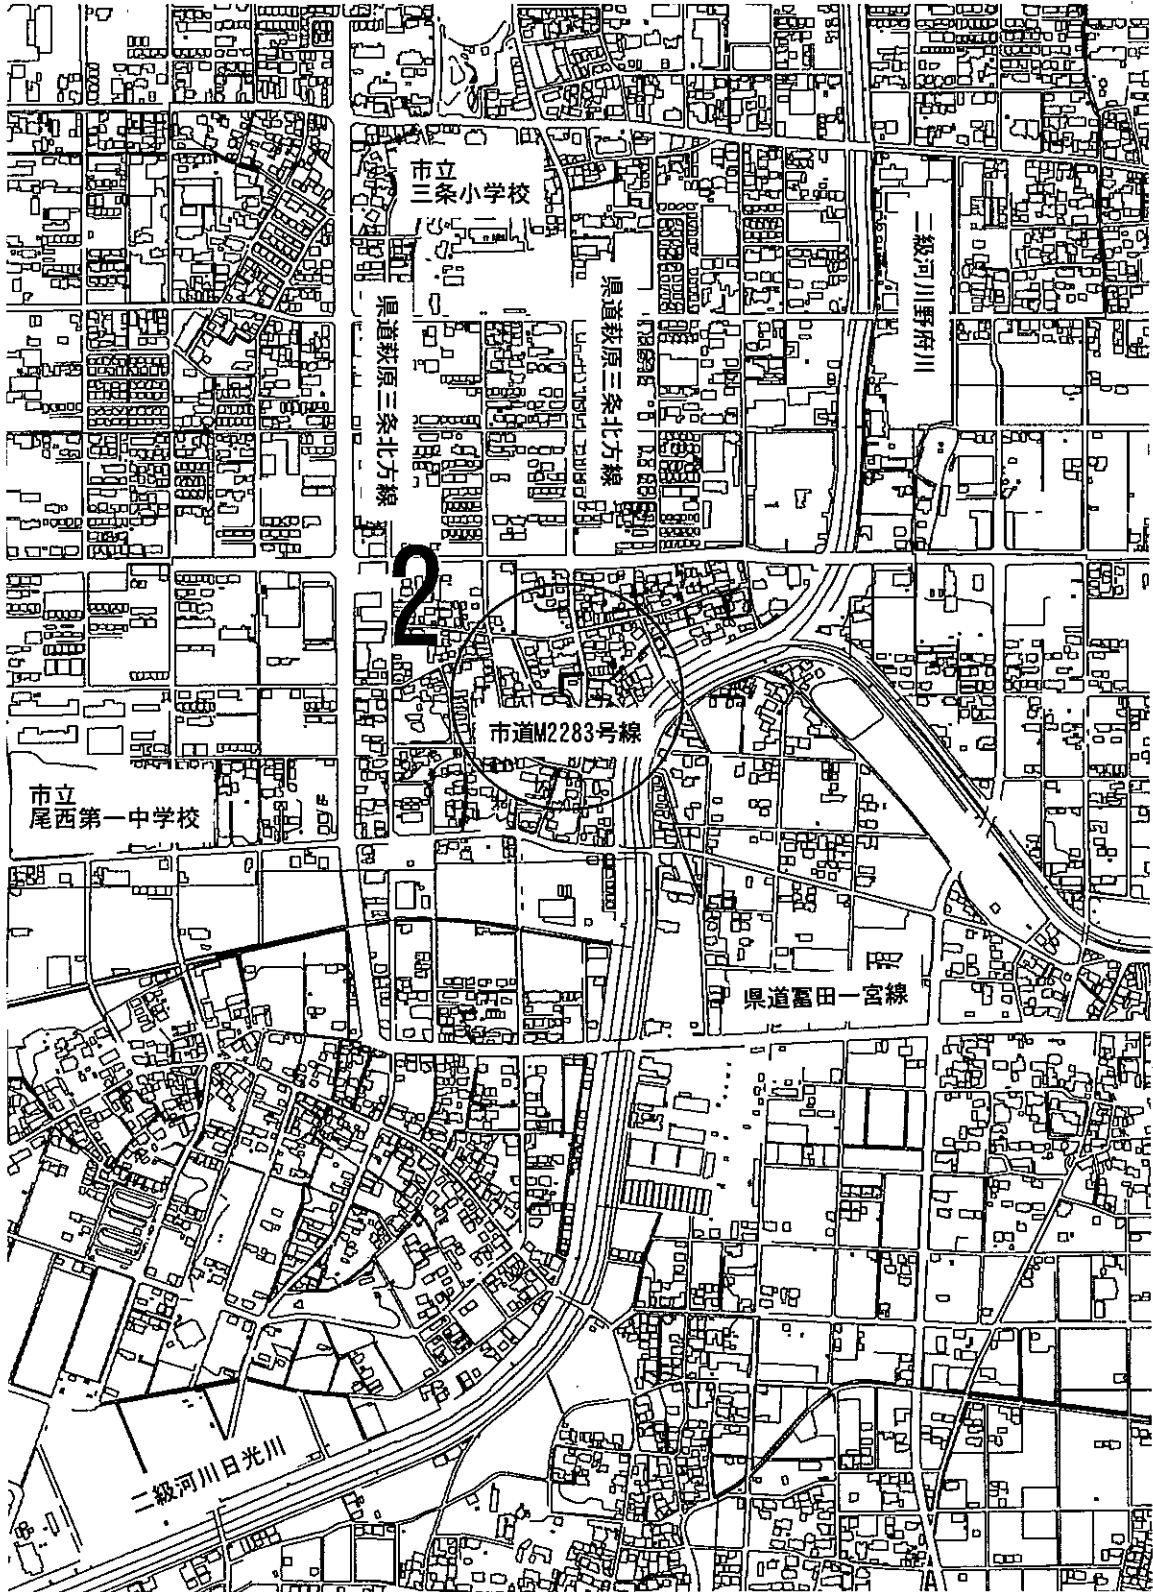 市立
三条小学校
二級河川野府川
県道萩原三条北方線
県道萩原三条北方線
2
市道M2283号線
市立
尾西第一中学校
県道冨田一宮線
二級河川日光川